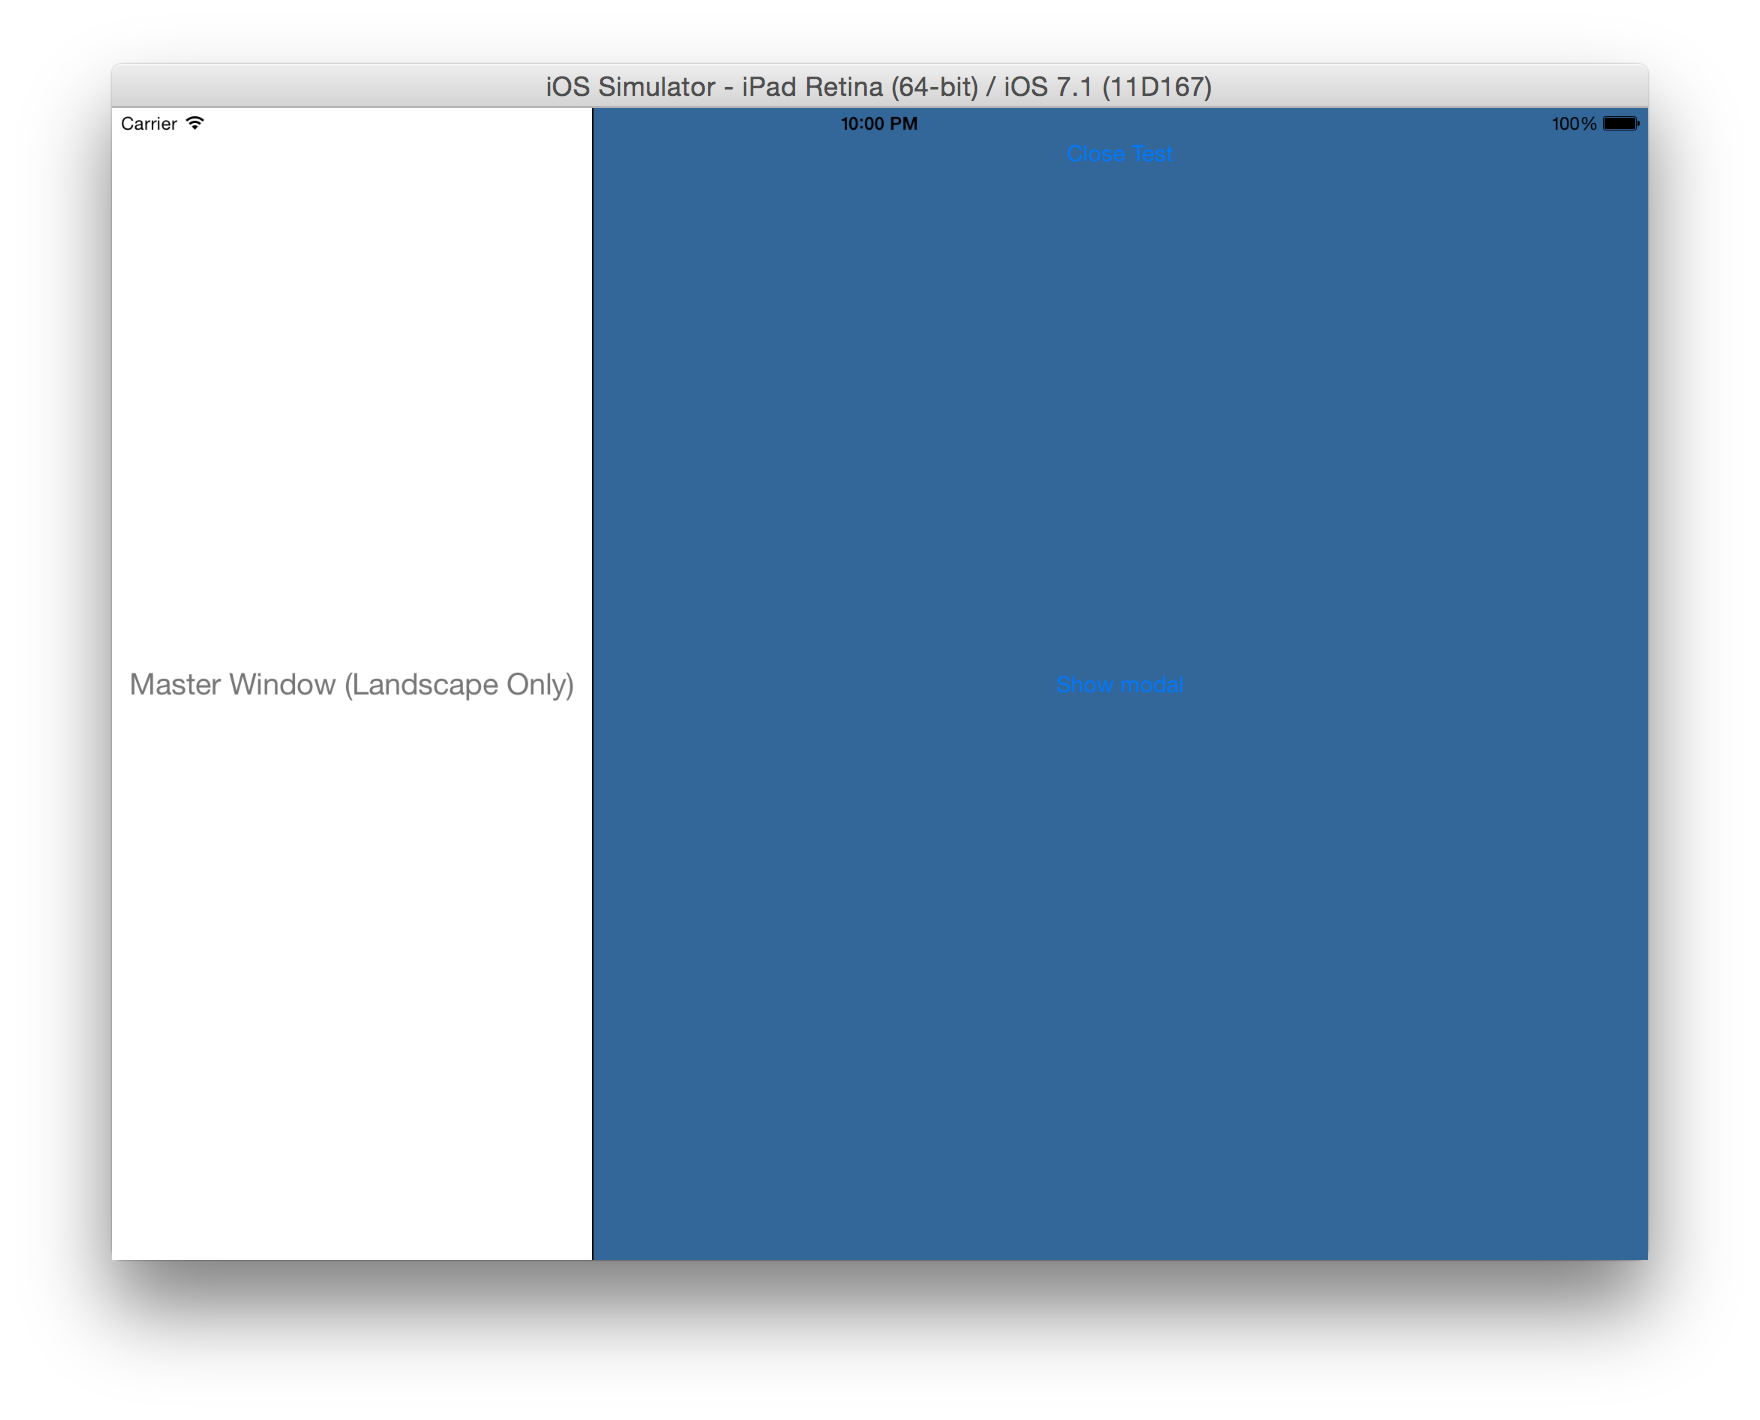 iOS Simulator - iPad Retina (64-bit) / iOS 7.1 (11D167)
Carrier 10:00 PM 100%
Close Test
Master Window (Landscape Only)
Show modal